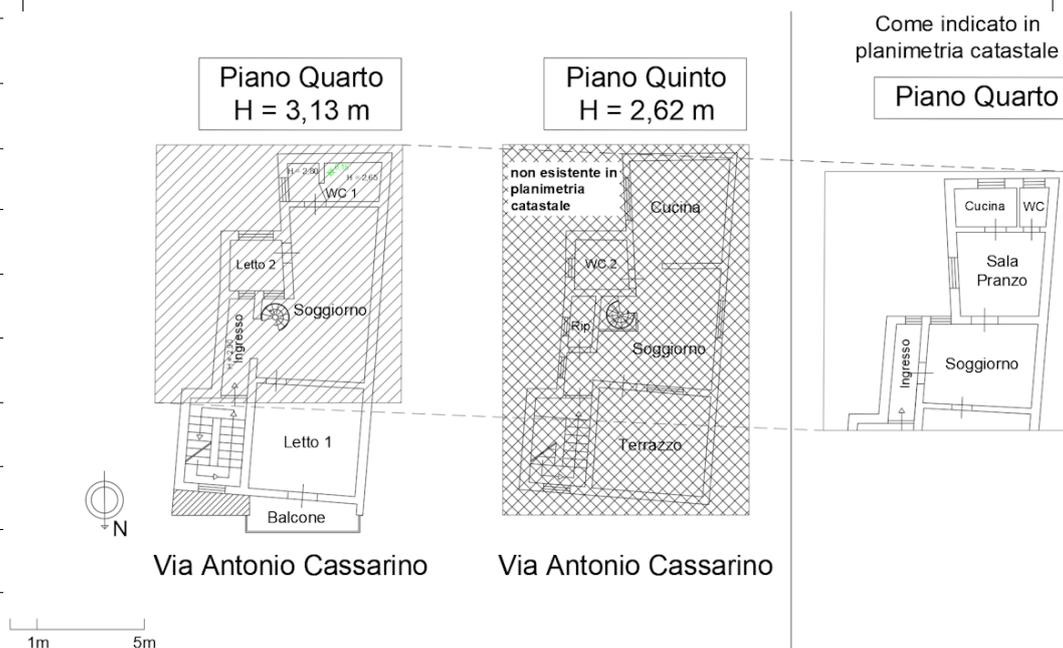 Come indicato in
planimetria catastale
Piano Quarto
H = 3,13 m
Piano Quinto
H = 2,62 m
Piano Quarto
H = 2.80
H = 2.65
WC 1
Letto 2
Soggiorno
Ingresso
Letto 1
Balcone
non esistente in
planimetria
catastale
Cucina
WC 2
Rip
Soggiorno
Terrazzo
Cucina
WC
Sala
Pranzo
Ingresso
Soggiorno
N
Via Antonio Cassarino
Via Antonio Cassarino
1m
5m